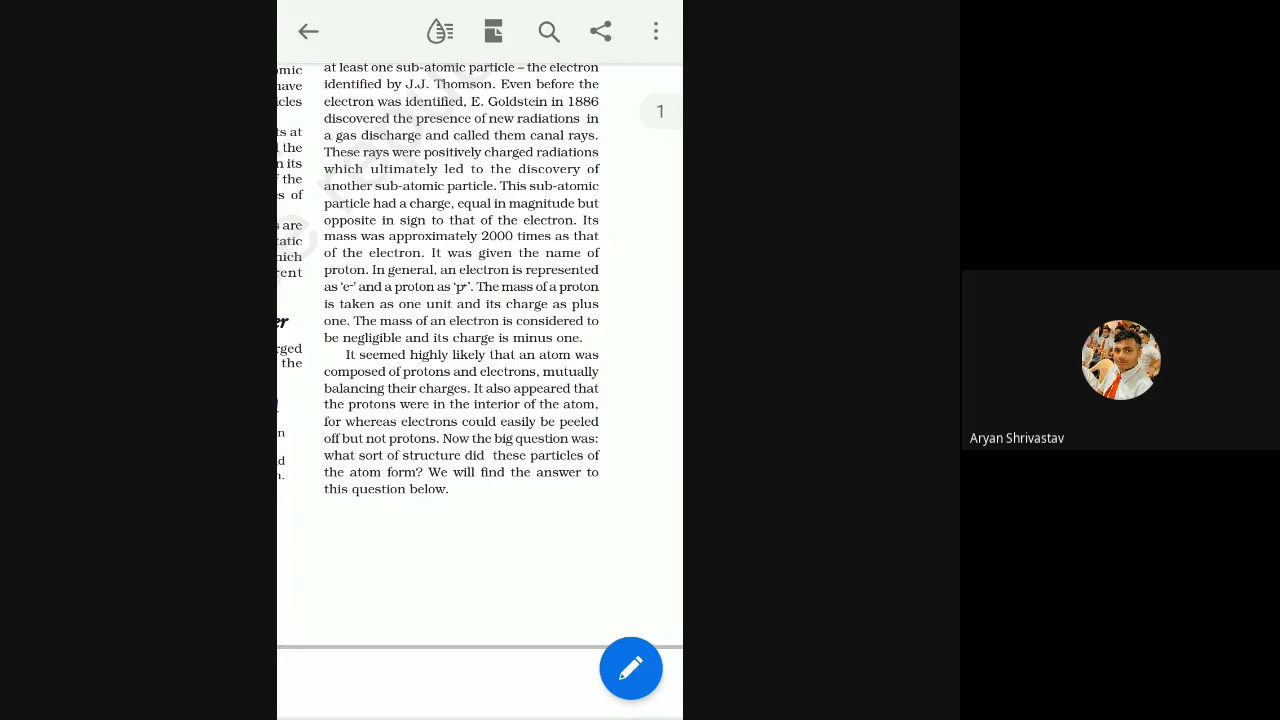 at least one sub-atomic particle – the electron
identified by J.J. Thomson. Even before the
electron was identified, E. Goldstein in 1886
discovered the presence of new radiations in
a gas discharge and called them canal rays.
These rays were positively charged radiations
which ultimately led to the discovery of
another sub-atomic particle. This sub-atomic
particle had a charge, equal in magnitude but
opposite in sign to that of the electron. Its
mass was approximately 2000 times as that
of the electron. It was given the name of
proton. In general, an electron is represented
as ‘e-’ and a proton as ‘p+’. The mass of a proton
is taken as one unit and its charge as plus
one. The mass of an electron is considered to
be negligible and its charge is minus one.
It seemed highly likely that an atom was
composed of protons and electrons, mutually
balancing their charges. It also appeared that
the protons were in the interior of the atom,
for whereas electrons could easily be peeled
off but not protons. Now the big question was:
what sort of structure did these particles of
the atom form? We will find the answer to
this question below.
1
Aryan Shrivastav